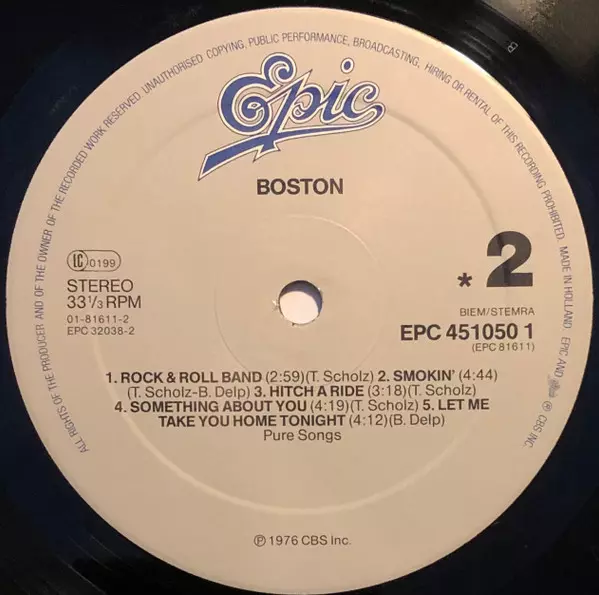 ALL RIGHTS OF THE PRODUCER AND OF THE OWNER OF THE RECORDED WORK RESERVED. UNAUTHORISED COPYING, PUBLIC PERFORMANCE, BROADCASTING, HIRING OR RENTAL OF THIS RECORDING PROHIBITED. MADE IN HOLLAND. EPIC AND
℗ CBS INC.
Epic
BOSTON
LC 0199
STEREO
33 1/3 RPM
01-81611-2
EPC 32038-2
* 2
BIEM/STEMRA
EPC 451050 1
(EPC 81611)
1. ROCK & ROLL BAND (2:59)(T. Scholz) 2. SMOKIN' (4:44)
(T. Scholz-B. Delp) 3. HITCH A RIDE (3:18)(T. Scholz)
4. SOMETHING ABOUT YOU (4:19)(T. Scholz) 5. LET ME
TAKE YOU HOME TONIGHT (4:12)(B. Delp)
Pure Songs
℗ 1976 CBS Inc.